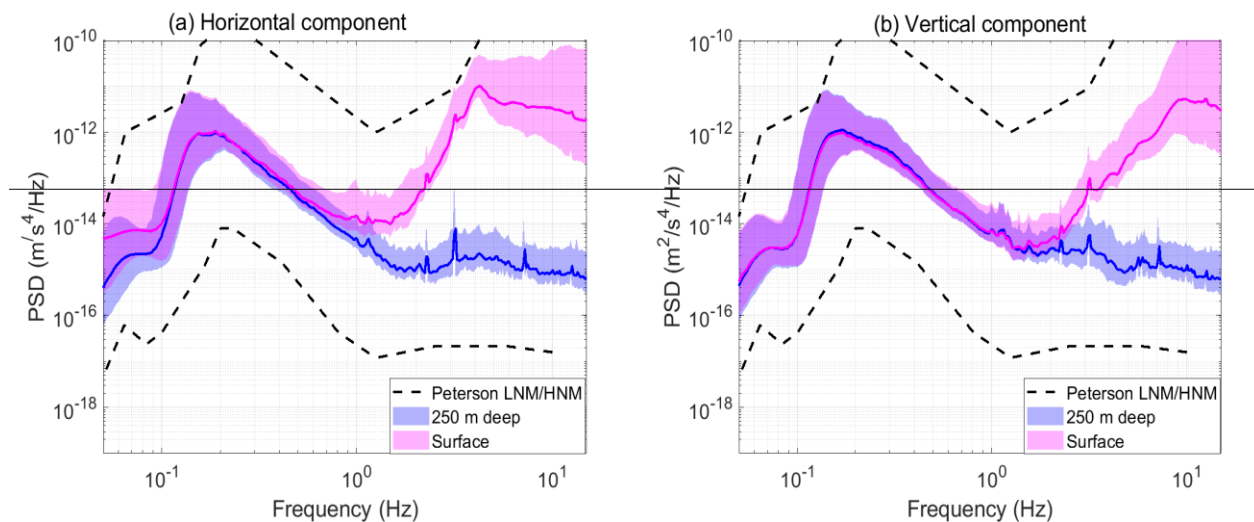 (a) Horizontal component
10^-10
10^-12
10^-14
10^-16
10^-18
PSD (m/s^4/Hz)
10^-1
10^0
10^1
Frequency (Hz)
Peterson LNM/HNM
250 m deep
Surface
(b) Vertical component
10^-10
10^-12
10^-14
10^-16
10^-18
PSD (m^2/s^4/Hz)
10^-1
10^0
10^1
Frequency (Hz)
Peterson LNM/HNM
250 m deep
Surface